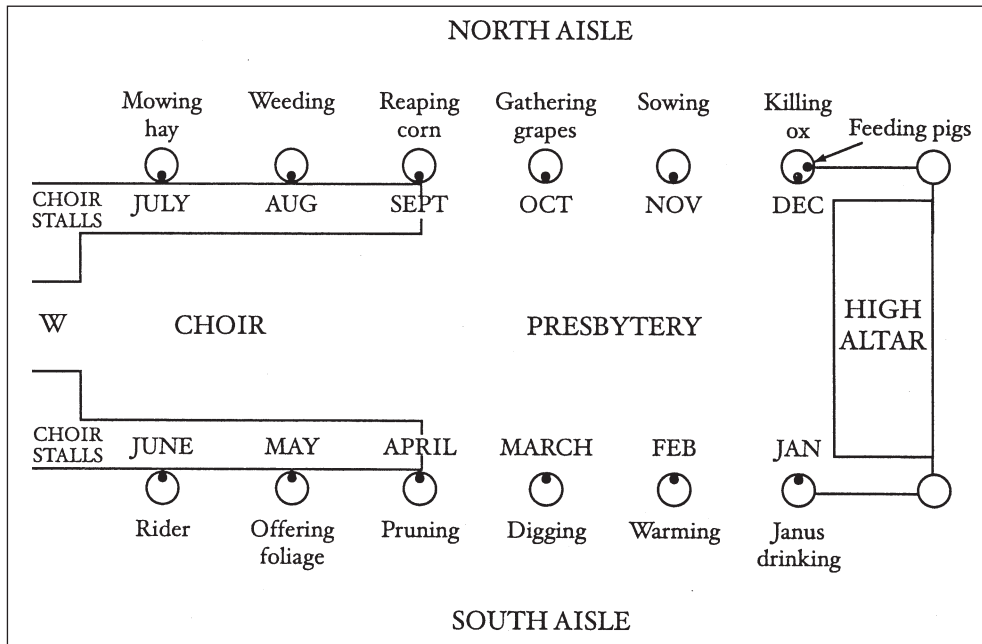 NORTH AISLE
Mowing hay
Weeding
Reaping corn
Gathering grapes
Sowing
Killing ox
Feeding pigs
CHOIR STALLS
JULY
AUG
SEPT
OCT
NOV
DEC
W
CHOIR
PRESBYTERY
HIGH ALTAR
CHOIR STALLS
JUNE
MAY
APRIL
MARCH
FEB
JAN
Rider
Offering foliage
Pruning
Digging
Warming
Janus drinking
SOUTH AISLE